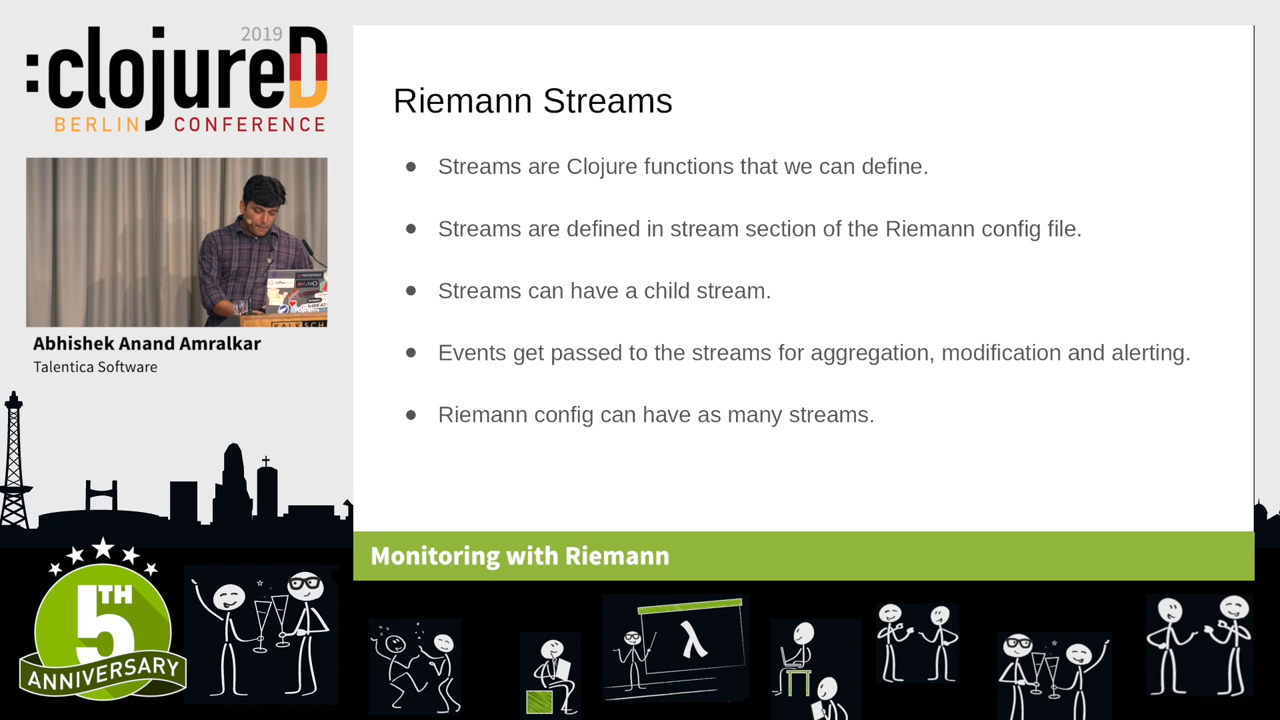 2019
:clojureD
BERLIN CONFERENCE
Abhishek Anand Amralkar
Talentica Software
Riemann Streams
● Streams are Clojure functions that we can define.
● Streams are defined in stream section of the Riemann config file.
● Streams can have a child stream.
● Events get passed to the streams for aggregation, modification and alerting.
● Riemann config can have as many streams.
Monitoring with Riemann
5TH
ANNIVERSARY
λ